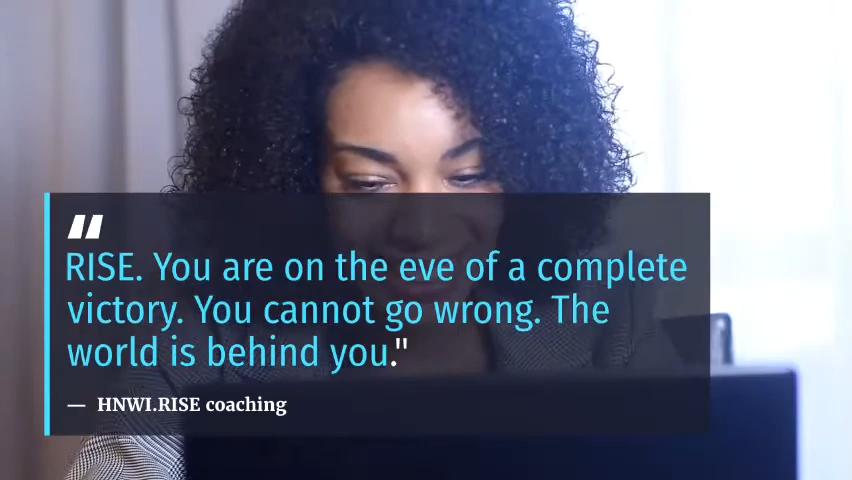 "
RISE. You are on the eve of a complete
victory. You cannot go wrong. The
world is behind you."
— HNWI.RISE coaching